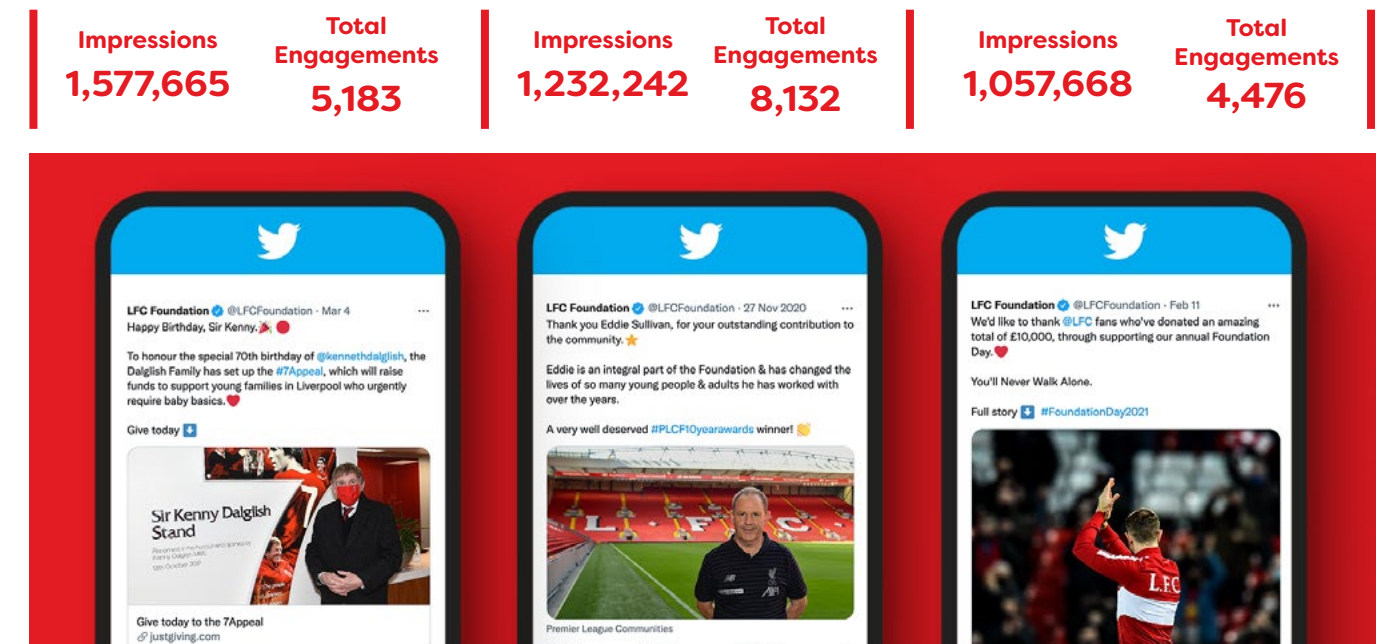 Impressions
1,577,665
Total
Engagements
5,183
Impressions
1,232,242
Total
Engagements
8,132
Impressions
1,057,668
Total
Engagements
4,476
LFC Foundation @LFCFoundation · Mar 4 ...
Happy Birthday, Sir Kenny.🎉🔴
To honour the special 70th birthday of @kennethdalglish, the
Dalglish Family has set up the #7Appeal, which will raise
funds to support young families in Liverpool who urgently
require baby basics.❤️
Give today ⬇️
7
Sir Kenny Dalglish
Stand
Give today to the 7Appeal
justgiving.com
LFC Foundation @LFCFoundation · 27 Nov 2020 ...
Thank you Eddie Sullivan, for your outstanding contribution to
the community.⭐
Eddie is an integral part of the Foundation & has changed the
lives of so many young people & adults he has worked with
over the years.
A very well deserved #PLCF10yearawards winner! 👏
L.F.C.
NB
AXA
Premier League Communities
LFC Foundation @LFCFoundation · Feb 11 ...
We'd like to thank @LFC fans who've donated an amazing
total of £10,000, through supporting our annual Foundation
Day.❤️
You'll Never Walk Alone.
Full story ⬇️ #FoundationDay2021
L.F.C